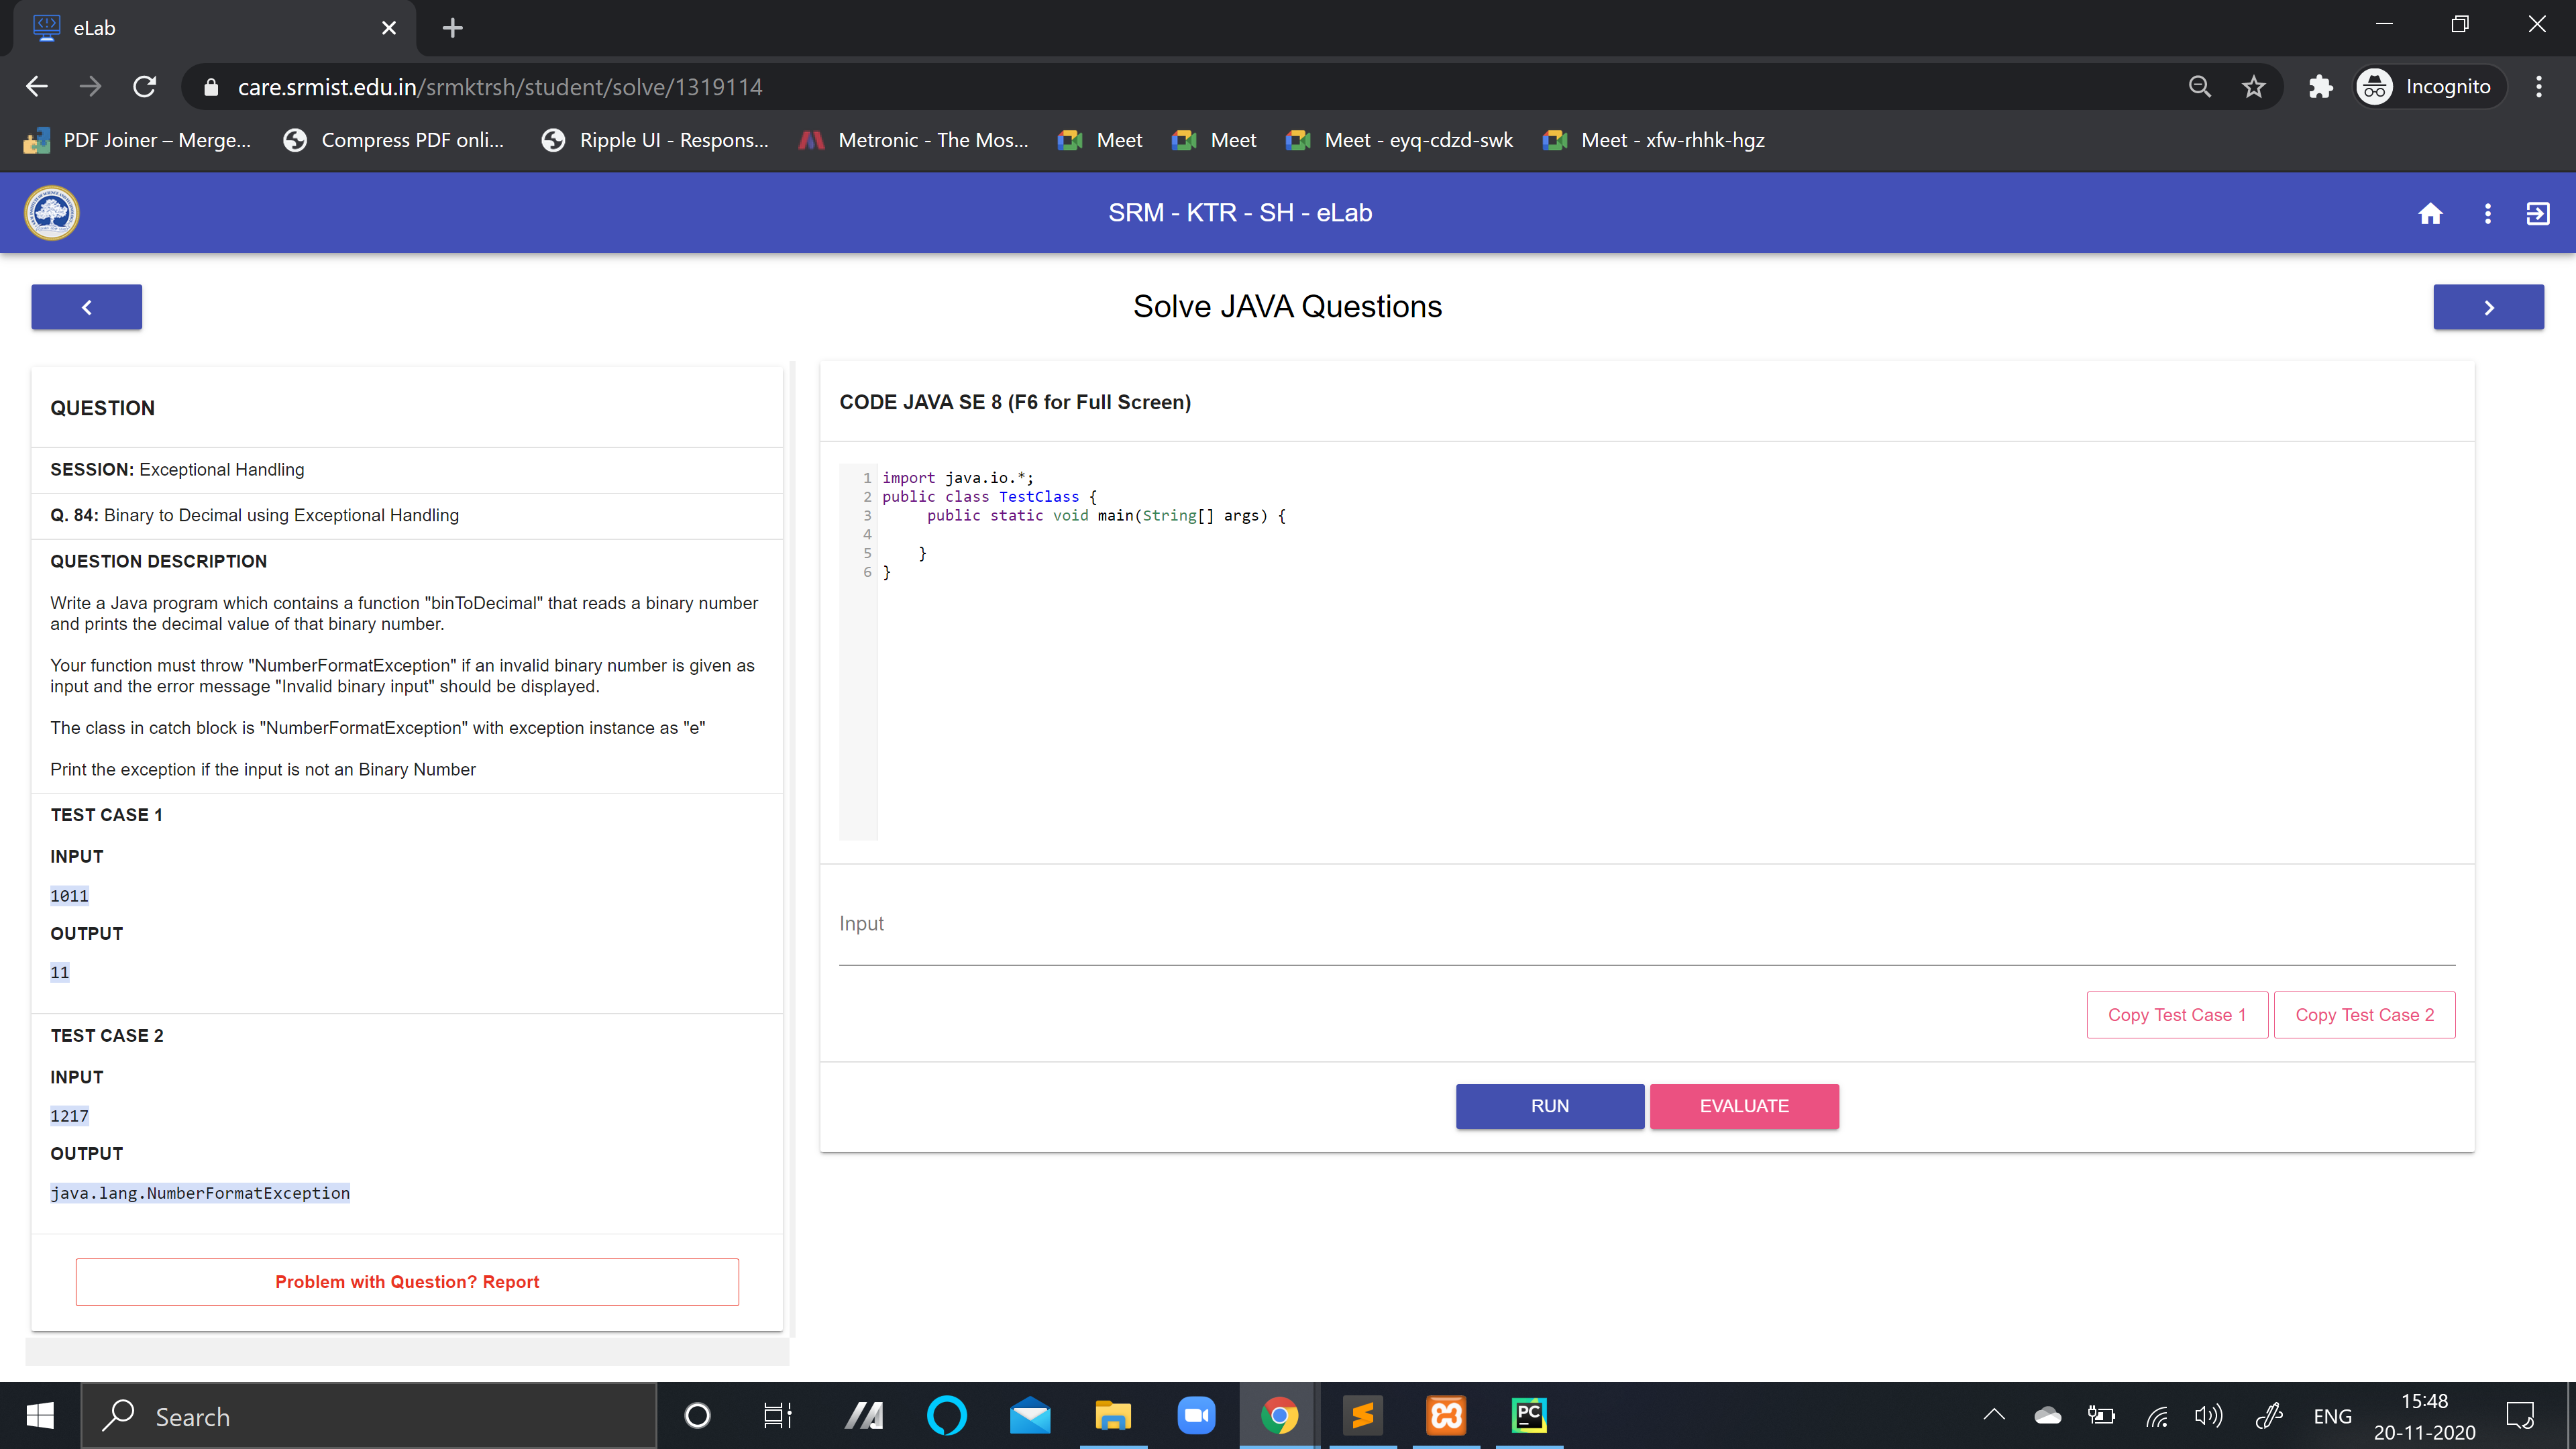 eLab
care.srmist.edu.in/srmktrsh/student/solve/1319114
Incognito
PDF Joiner – Merge...
Compress PDF onli...
Ripple UI - Respons...
Metronic - The Mos...
Meet
Meet
Meet - eyq-cdzd-swk
Meet - xfw-rhhk-hgz
SRM - KTR - SH - eLab
Solve JAVA Questions
QUESTION
SESSION: Exceptional Handling
Q. 84: Binary to Decimal using Exceptional Handling
QUESTION DESCRIPTION
Write a Java program which contains a function "binToDecimal" that reads a binary number
and prints the decimal value of that binary number.
Your function must throw "NumberFormatException" if an invalid binary number is given as
input and the error message "Invalid binary input" should be displayed.
The class in catch block is "NumberFormatException" with exception instance as "e"
Print the exception if the input is not an Binary Number
TEST CASE 1
INPUT
1011
OUTPUT
11
TEST CASE 2
INPUT
1217
OUTPUT
java.lang.NumberFormatException
Problem with Question? Report
CODE JAVA SE 8 (F6 for Full Screen)
1 import java.io.*;
2 public class TestClass {
3 public static void main(String[] args) {
4
5 }
6 }
Input
Copy Test Case 1
Copy Test Case 2
RUN
EVALUATE
Search
PC
ENG
15:48
20-11-2020